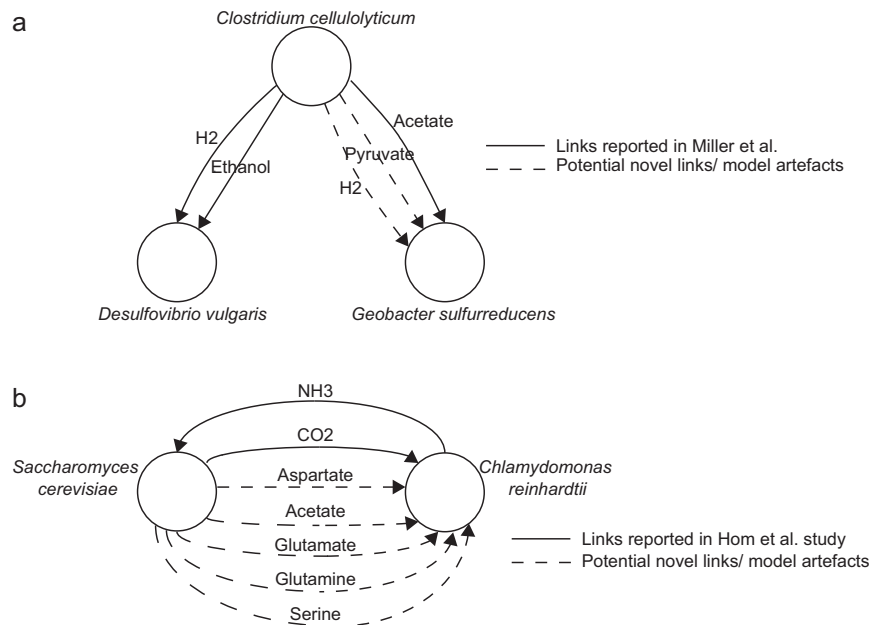 a
Clostridium cellulolyticum
H2
Ethanol
Acetate
Pyruvate
H2
Links reported in Miller et al.
Potential novel links/ model artefacts
Desulfovibrio vulgaris
Geobacter sulfurreducens
b
NH3
CO2
Saccharomyces
cerevisiae
Aspartate
Acetate
Glutamate
Glutamine
Serine
Chlamydomonas
reinhardtii
Links reported in Hom et al. study
Potential novel links/ model artefacts